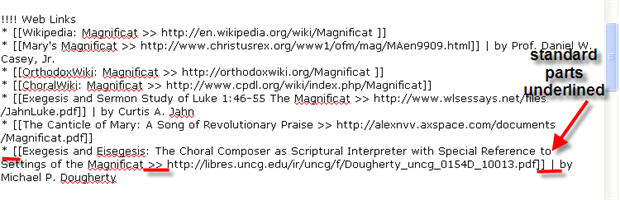 !!!! Web Links
* [[Wikipedia: Magnificat >> http://en.wikipedia.org/wiki/Magnificat ]]
* [[Mary's Magnificat >> http://www.christusrex.org/www1/ofm/mag/MAen9909.html]] | by Prof. Daniel W.
Casey, Jr.
* [[OrthodoxWiki: Magnificat >> http://orthodoxwiki.org/Magnificat ]]
* [[ChoralWiki: Magnificat >> http://www.cpdl.org/wiki/index.php/Magnificat]]
* [[Exegesis and Sermon Study of Luke 1:46-55 The Magnificat >> http://www.wlsessays.net/files
/JahnLuke.pdf]] | by Curtis A. Jahn
* [[The Canticle of Mary: A Song of Revolutionary Praise >> http://alexnvv.axspace.com/documents
/Magnificat.pdf]]
* [[Exegesis and Eisegesis: The Choral Composer as Scriptural Interpreter with Special Reference to
Settings of the Magnificat >> http://libres.uncg.edu/ir/uncg/f/Dougherty_uncg_0154D_10013.pdf]] | by
Michael P. Dougherty
standard
parts
underlined